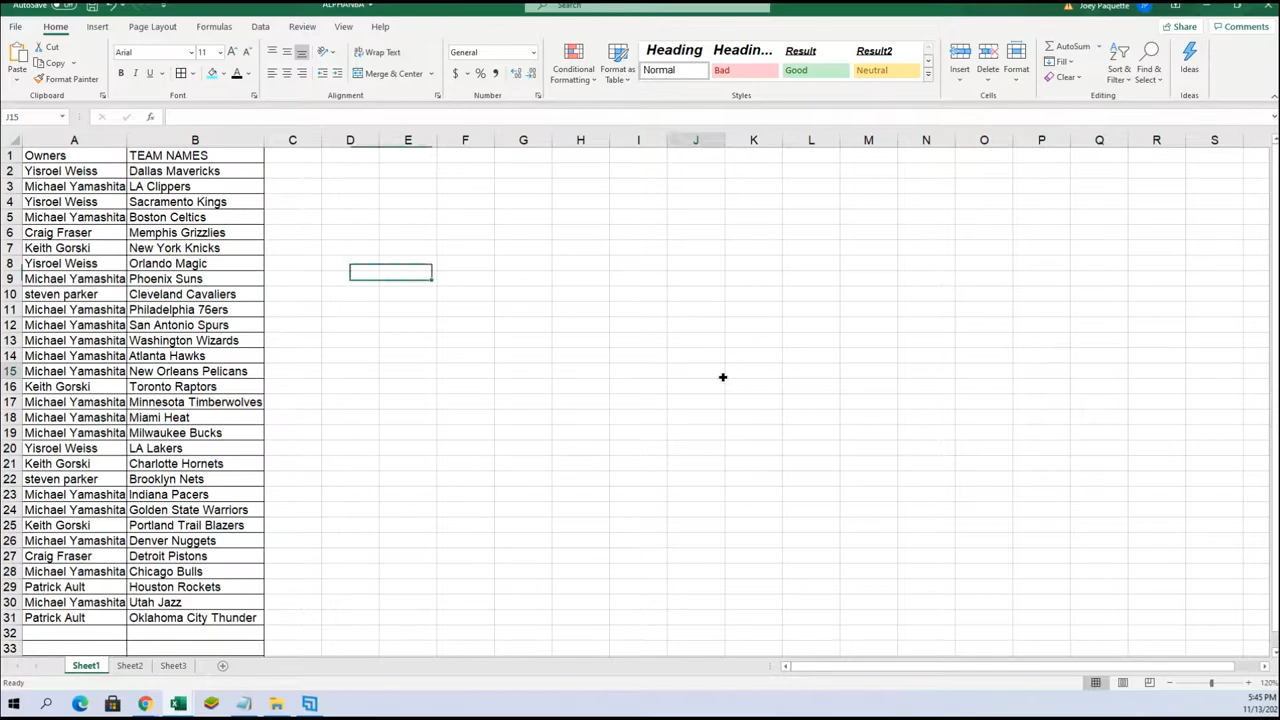 AutoSave Off ALPHANBA Search Joey Paquette
File Home Insert Page Layout Formulas Data Review View Help Share Comments
Paste Cut Copy Format Painter Clipboard
Arial 11 B I U Font
Wrap Text Merge & Center Alignment
General $ % Number
Conditional Formatting Format as Table
Heading Headin... Result Result2
Normal Bad Good Neutral Styles
Insert Delete Format Cells
AutoSum Fill Clear Sort & Filter Find & Select Editing
Ideas Ideas
J15 fx
A B C D E F G H I J K L M N O P Q R S
1 Owners TEAM NAMES
2 Yisroel Weiss Dallas Mavericks
3 Michael Yamashita LA Clippers
4 Yisroel Weiss Sacramento Kings
5 Michael Yamashita Boston Celtics
6 Craig Fraser Memphis Grizzlies
7 Keith Gorski New York Knicks
8 Yisroel Weiss Orlando Magic
9 Michael Yamashita Phoenix Suns
10 steven parker Cleveland Cavaliers
11 Michael Yamashita Philadelphia 76ers
12 Michael Yamashita San Antonio Spurs
13 Michael Yamashita Washington Wizards
14 Michael Yamashita Atlanta Hawks
15 Michael Yamashita New Orleans Pelicans
16 Keith Gorski Toronto Raptors
17 Michael Yamashita Minnesota Timberwolves
18 Michael Yamashita Miami Heat
19 Michael Yamashita Milwaukee Bucks
20 Yisroel Weiss LA Lakers
21 Keith Gorski Charlotte Hornets
22 steven parker Brooklyn Nets
23 Michael Yamashita Indiana Pacers
24 Michael Yamashita Golden State Warriors
25 Keith Gorski Portland Trail Blazers
26 Michael Yamashita Denver Nuggets
27 Craig Fraser Detroit Pistons
28 Michael Yamashita Chicago Bulls
29 Patrick Ault Houston Rockets
30 Michael Yamashita Utah Jazz
31 Patrick Ault Oklahoma City Thunder
32
33
Sheet1 Sheet2 Sheet3
Ready 120%
5:45 PM
11/13/202